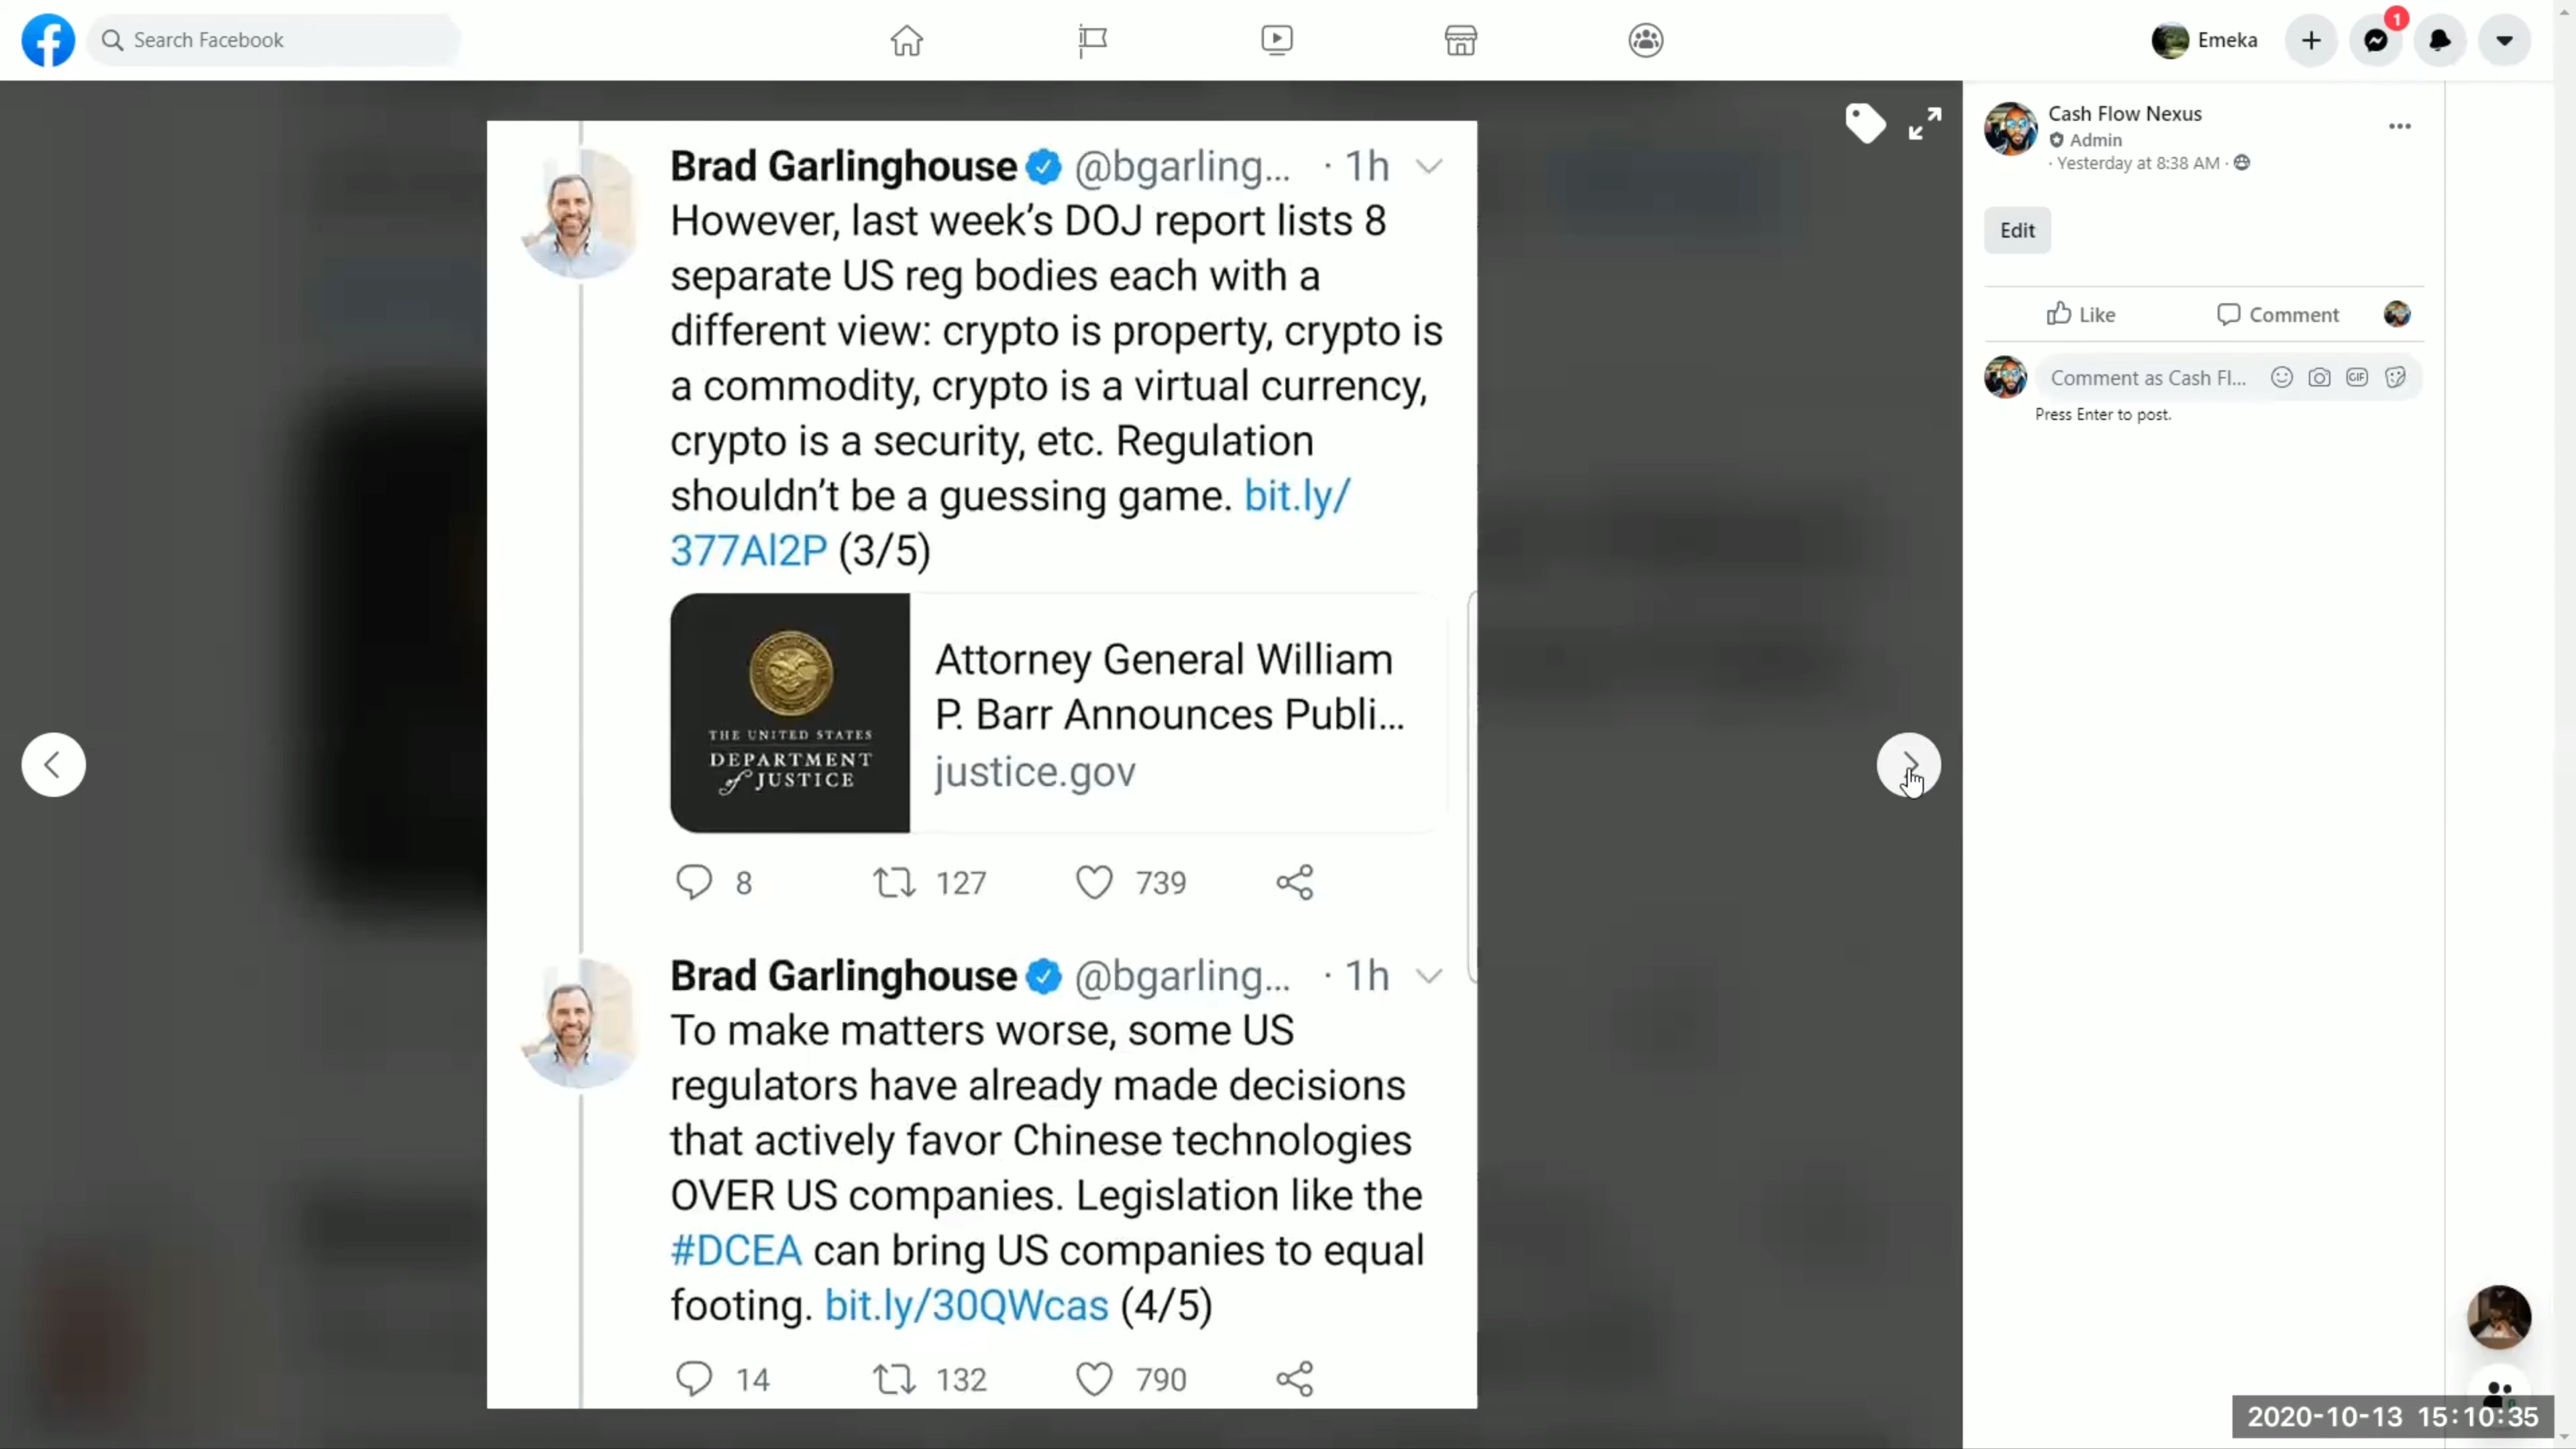 Search Facebook
Emeka
1
Brad Garlinghouse @bgarling... · 1h
However, last week's DOJ report lists 8
separate US reg bodies each with a
different view: crypto is property, crypto is
a commodity, crypto is a virtual currency,
crypto is a security, etc. Regulation
shouldn't be a guessing game. bit.ly/
377Al2P (3/5)
THE UNITED STATES
DEPARTMENT
of JUSTICE
Attorney General William
P. Barr Announces Publi...
justice.gov
8 127 739
Brad Garlinghouse @bgarling... · 1h
To make matters worse, some US
regulators have already made decisions
that actively favor Chinese technologies
OVER US companies. Legislation like the
#DCEA can bring US companies to equal
footing. bit.ly/30QWcas (4/5)
14 132 790
Cash Flow Nexus
Admin
· Yesterday at 8:38 AM ·
Edit
Like Comment
Comment as Cash Fl... GIF
Press Enter to post.
2020-10-13 15:10:35